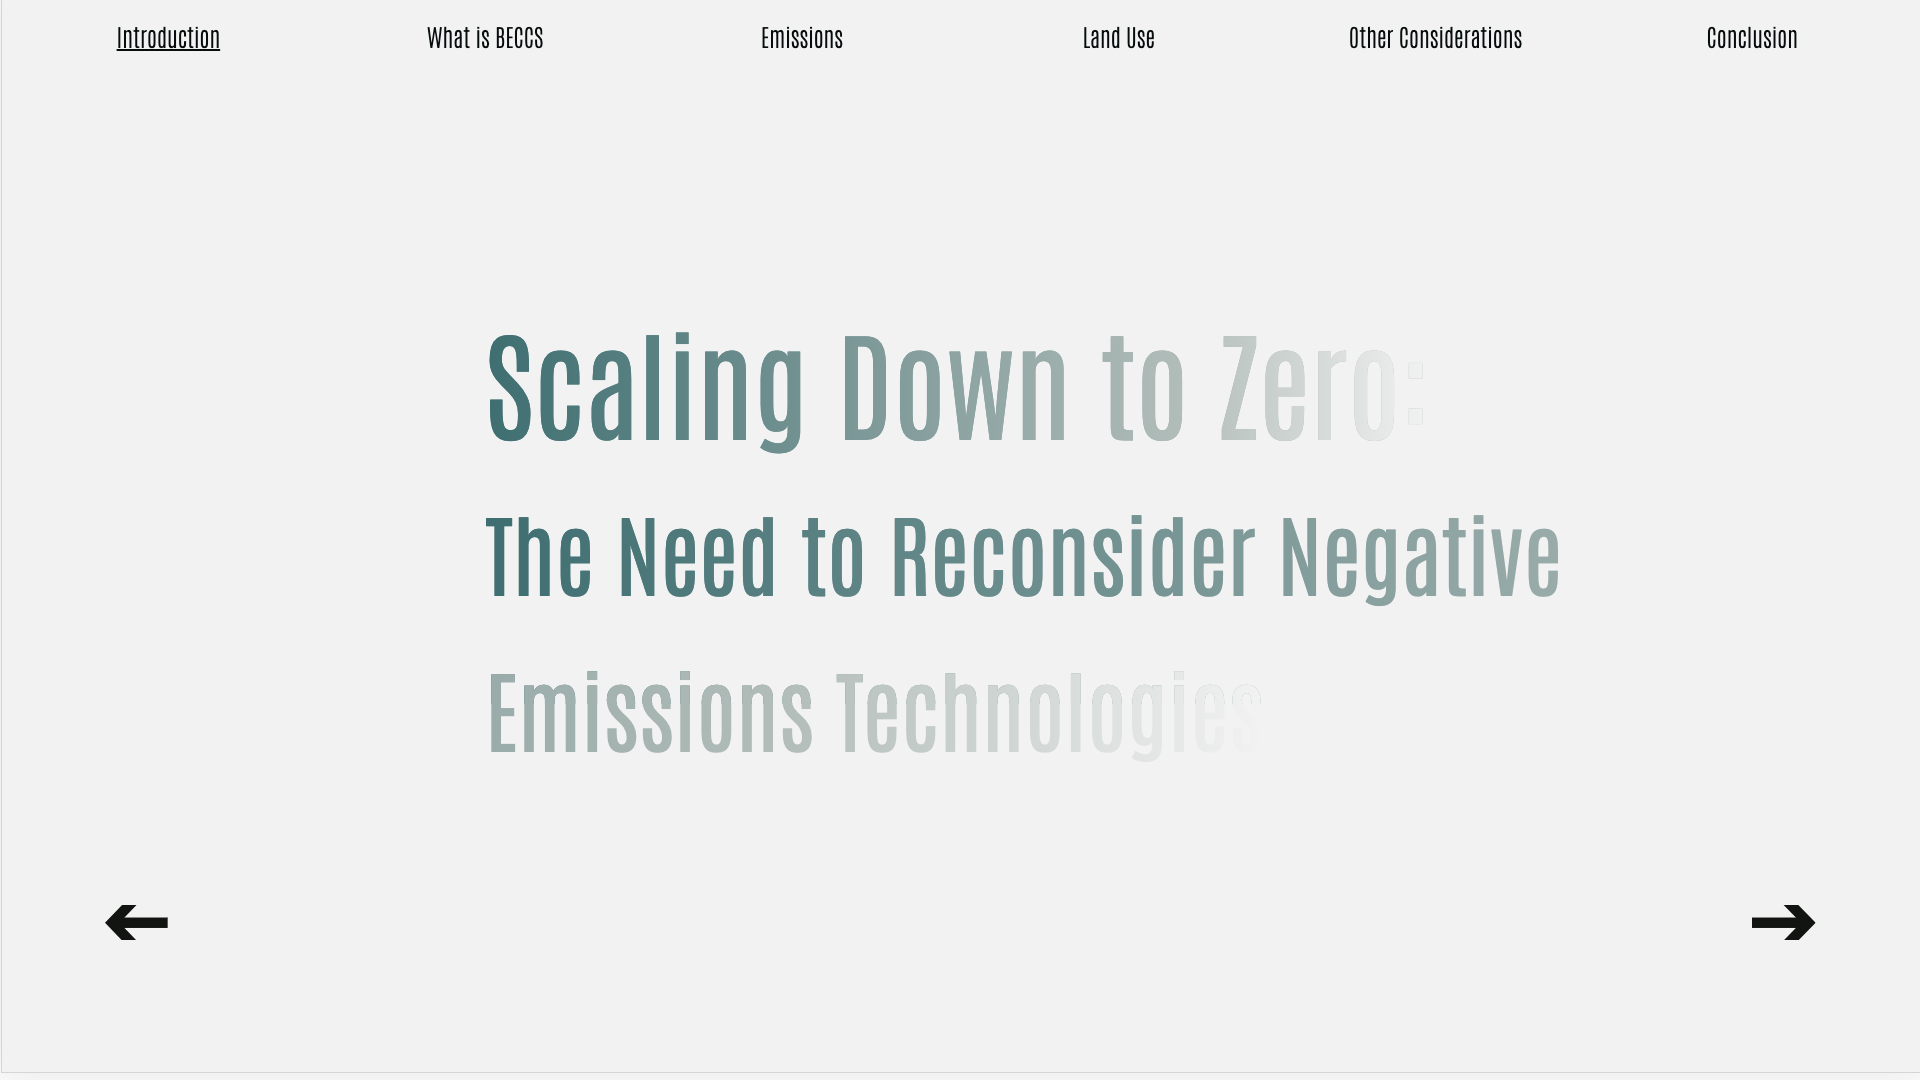 Introduction What is BECCS Emissions Land Use Other Considerations Conclusion
Scaling Down to Zero:
The Need to Reconsider Negative
Emissions Technologies